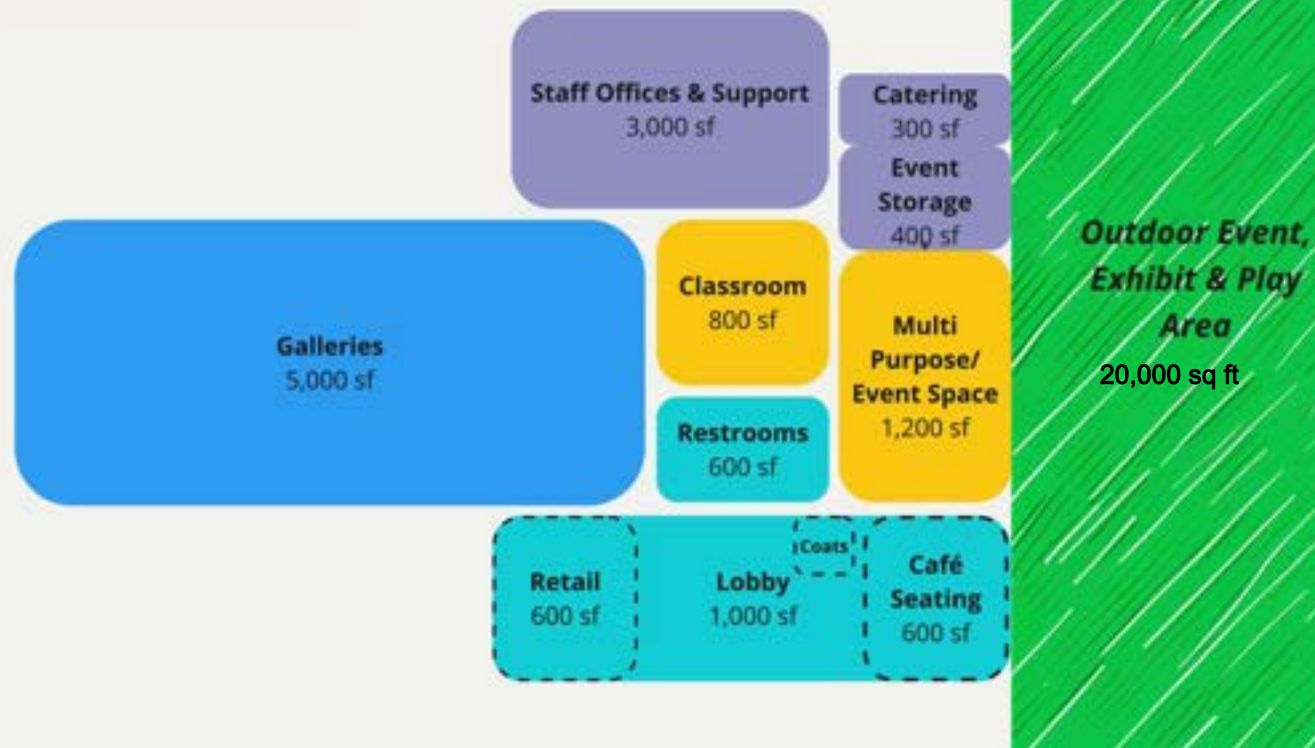 Staff Offices & Support
3,000 sf
Catering
300 sf
Event
Storage
400 sf
Outdoor Event,
Exhibit & Play
Area
20,000 sq ft
Galleries
5,000 sf
Classroom
800 sf
Multi
Purpose/
Event Space
1,200 sf
Restrooms
600 sf
Retail
600 sf
Lobby
1,000 sf
Coats
Café
Seating
600 sf